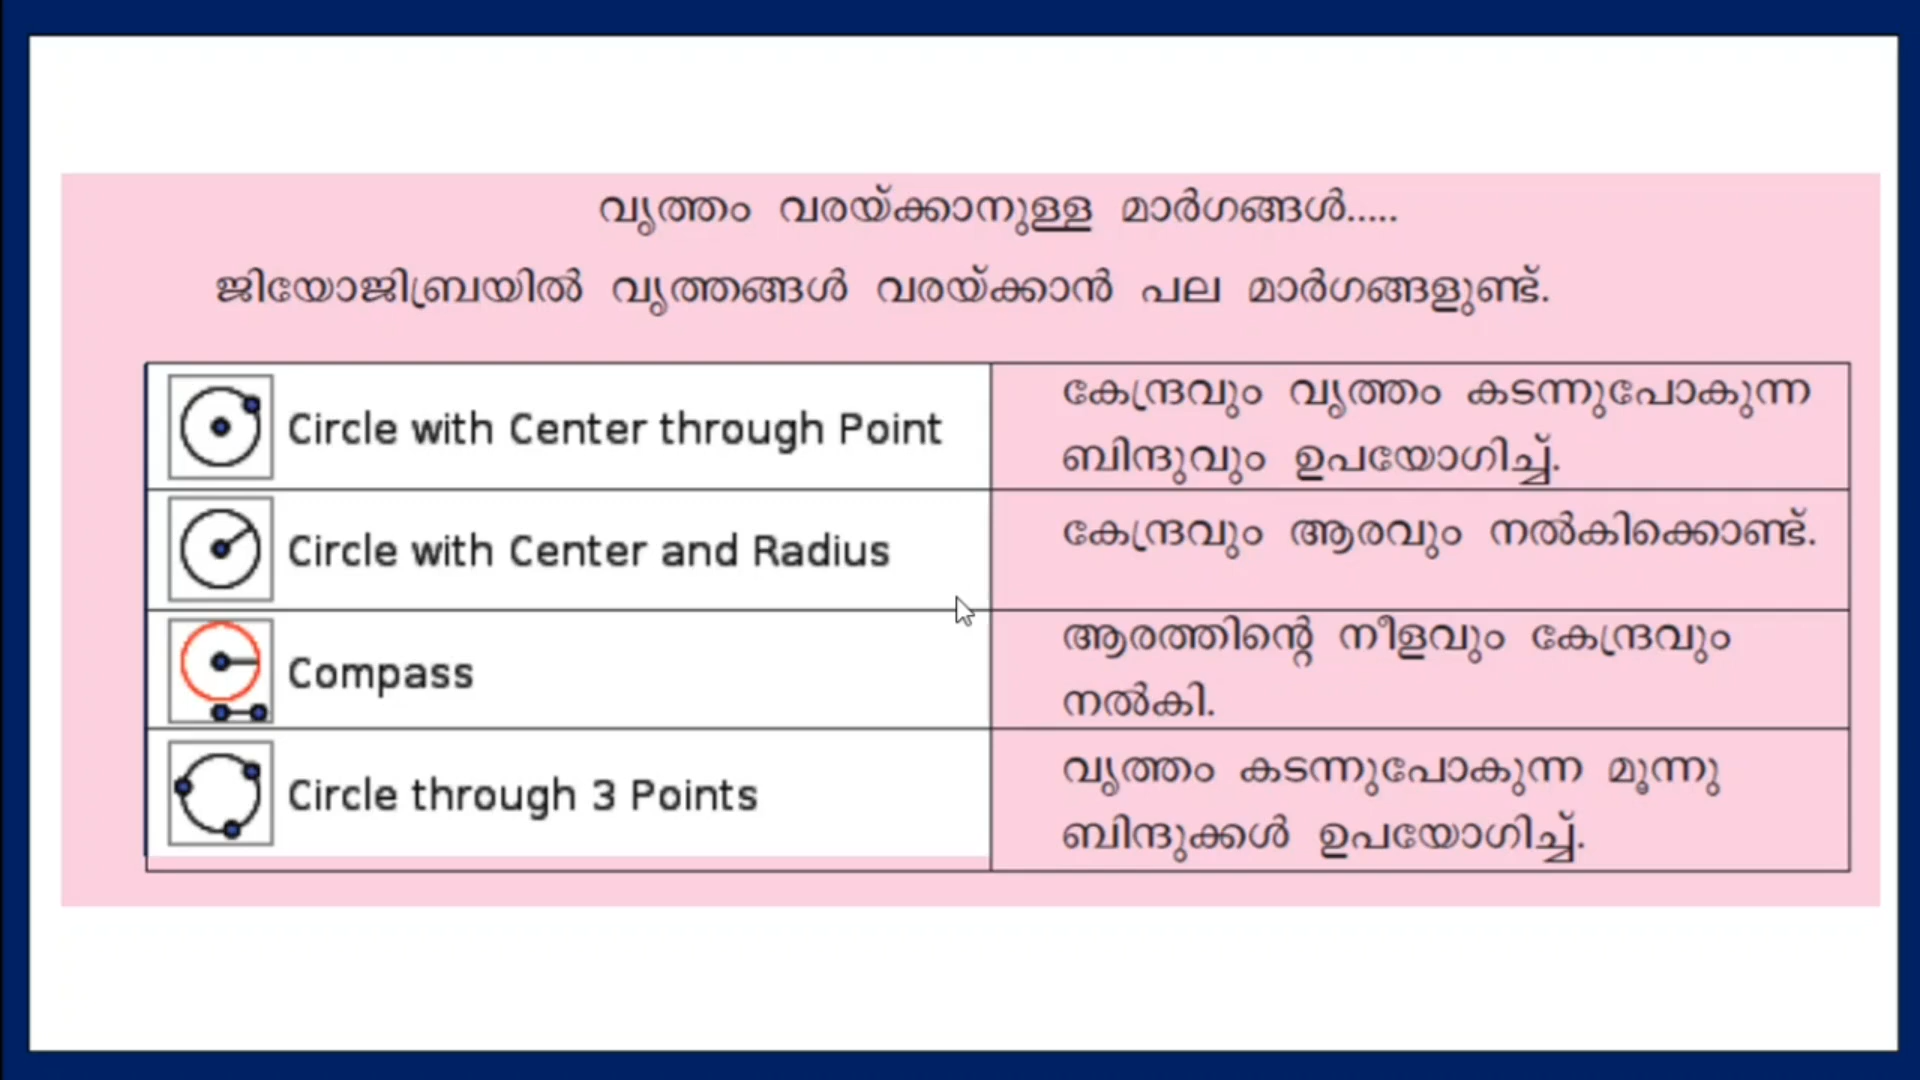 വൃത്തം വരയ്ക്കാനുള്ള മാർഗങ്ങൾ.....
ജിയോജിബ്രയിൽ വൃത്തങ്ങൾ വരയ്ക്കാൻ പല മാർഗങ്ങളുണ്ട്.
Circle with Center through Point
കേന്ദ്രവും വൃത്തം കടന്നുപോകുന്ന
ബിന്ദുവും ഉപയോഗിച്ച്.
Circle with Center and Radius
കേന്ദ്രവും ആരവും നൽകിക്കൊണ്ട്.
Compass
ആരത്തിന്റെ നീളവും കേന്ദ്രവും
നൽകി.
Circle through 3 Points
വൃത്തം കടന്നുപോകുന്ന മൂന്നു
ബിന്ദുക്കൾ ഉപയോഗിച്ച്.